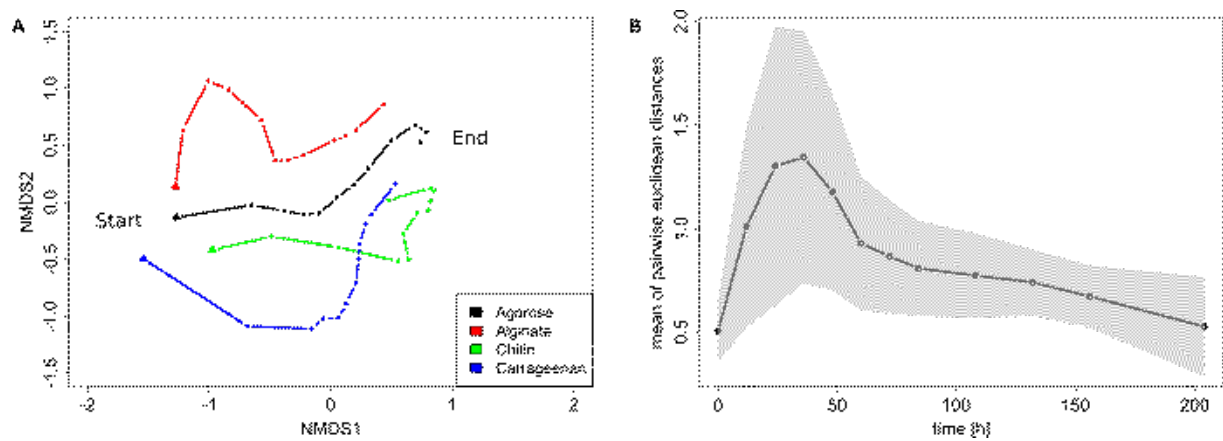 A
1.5
1.0
0.5
0.0
-0.5
-1.0
-1.5
NMDS2
Start
End
Agarose
Alginate
Chitin
Carrageenan
-2
-1
0
1
2
NMDS1
B
2.0
1.5
1.0
0.5
mean of pairwise euclidean distances
0
50
100
150
200
time [h]